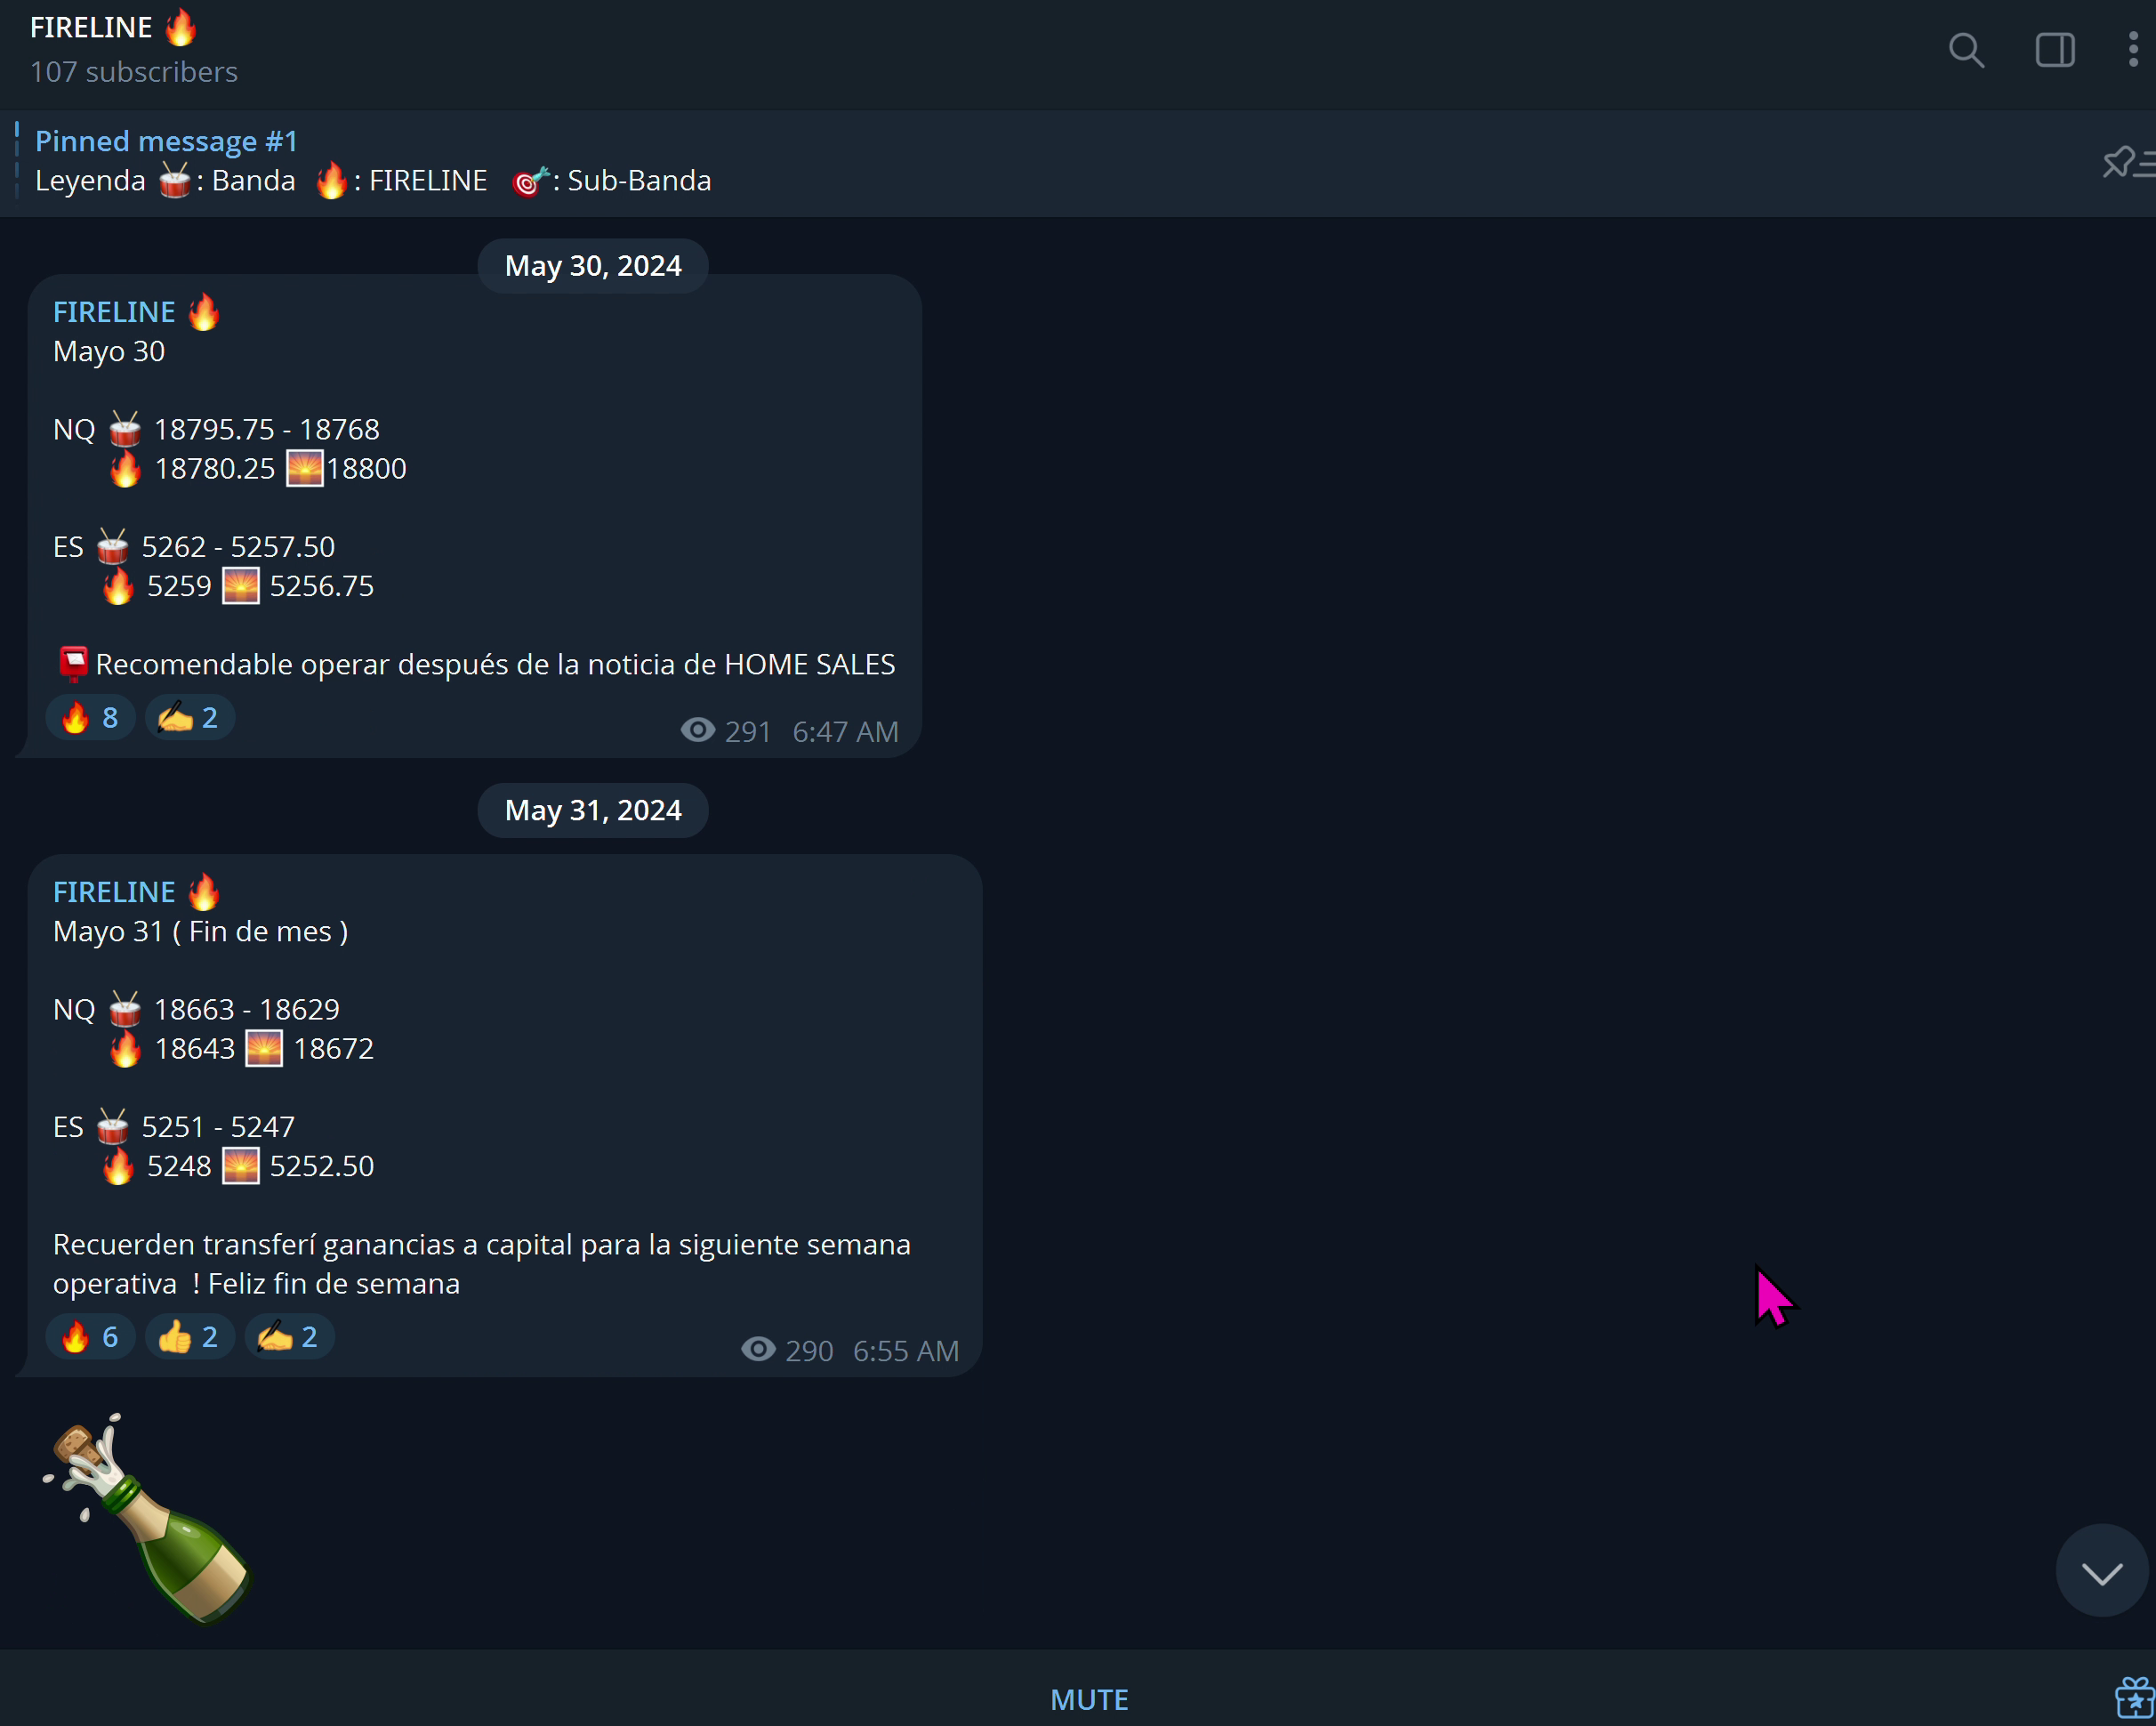 FIRELINE 🔥
107 subscribers
Pinned message #1
Leyenda 🥁: Banda 🔥: FIRELINE 🎯: Sub-Banda
May 30, 2024
FIRELINE 🔥
Mayo 30
NQ 🥁 18795.75 - 18768
🔥 18780.25 🌅18800
ES 🥁 5262 - 5257.50
🔥 5259 🌅 5256.75
📮Recomendable operar después de la noticia de HOME SALES
🔥 8 ✍️ 2
291 6:47 AM
May 31, 2024
FIRELINE 🔥
Mayo 31 ( Fin de mes )
NQ 🥁 18663 - 18629
🔥 18643 🌅 18672
ES 🥁 5251 - 5247
🔥 5248 🌅 5252.50
Recuerden transferí ganancias a capital para la siguiente semana
operativa  ! Feliz fin de semana
🔥 6 👍 2 ✍️ 2
290 6:55 AM
MUTE